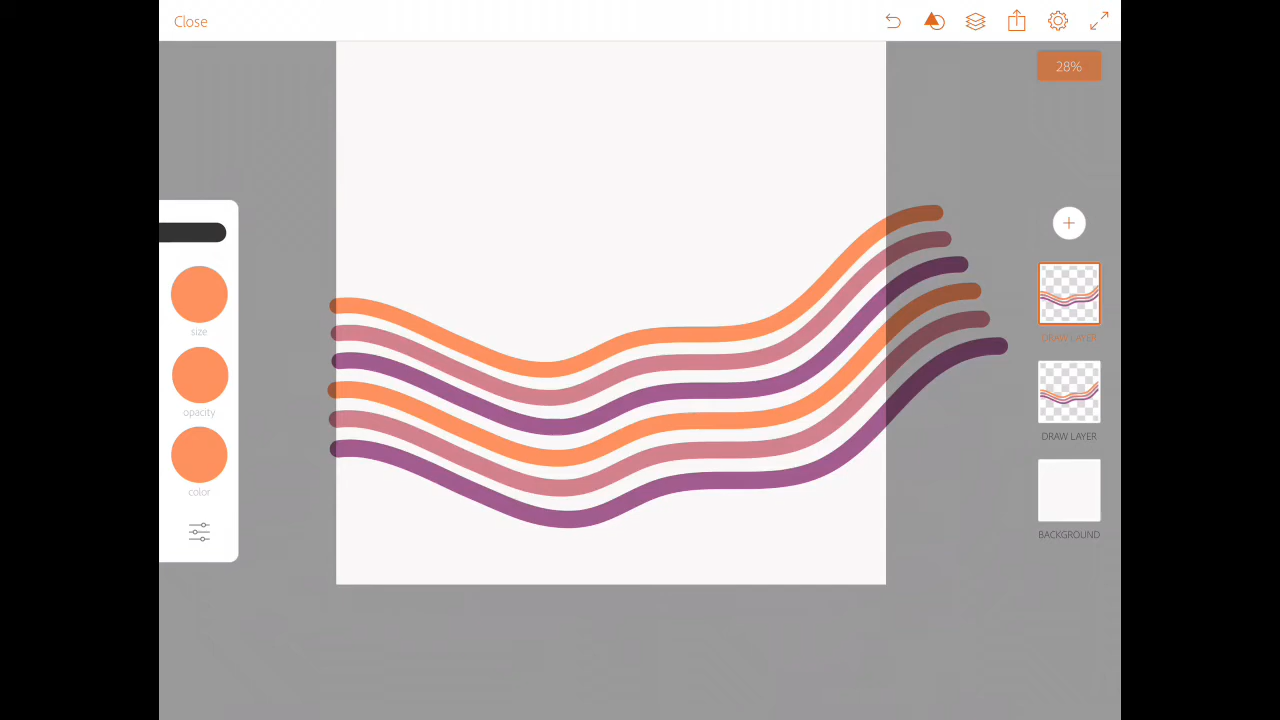 Close
28%
size
DRAW LAYER
opacity
DRAW LAYER
color
BACKGROUND